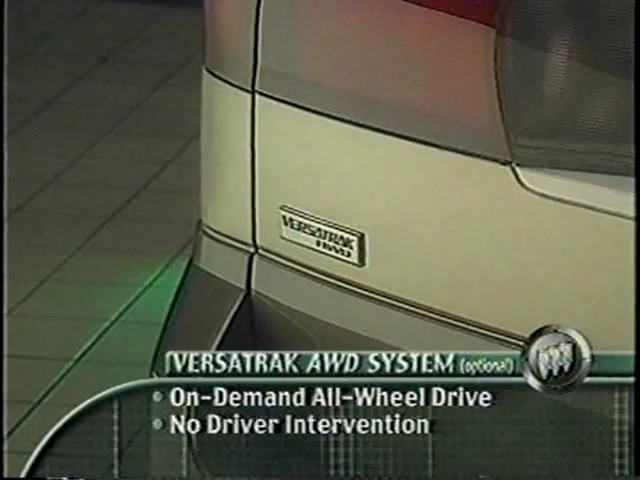 VERSATRAK
AWD
VERSATRAK AWD SYSTEM (optional)
• On-Demand All-Wheel Drive
• No Driver Intervention